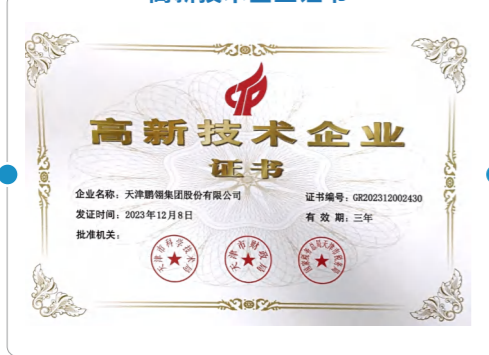 高新技术企业
证书
企业名称：天津鹏翎集团股份有限公司
证书编号：GR202312002430
发证时间：2023年12月8日
有 效 期：三年
批准机关：
天津市科学技术局
天津市财政局
国家税务总局天津市税务局